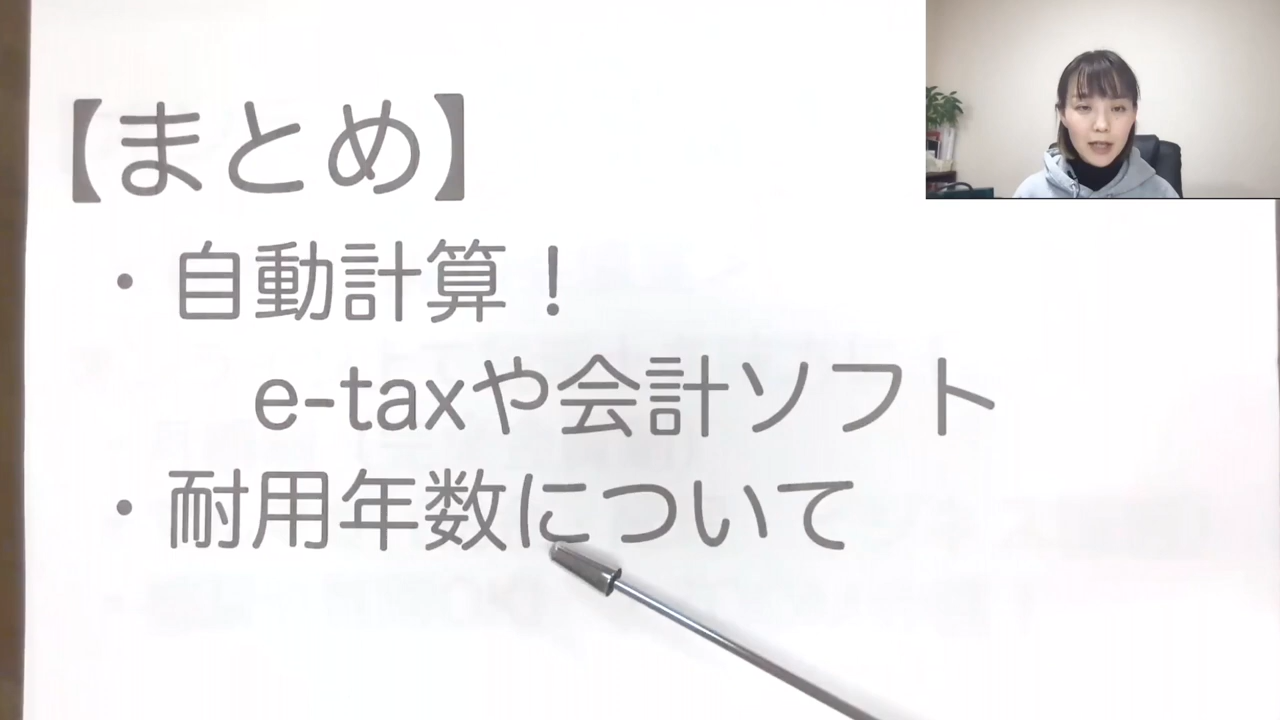 【まとめ】
・自動計算！
e-taxや会計ソフト
・耐用年数について